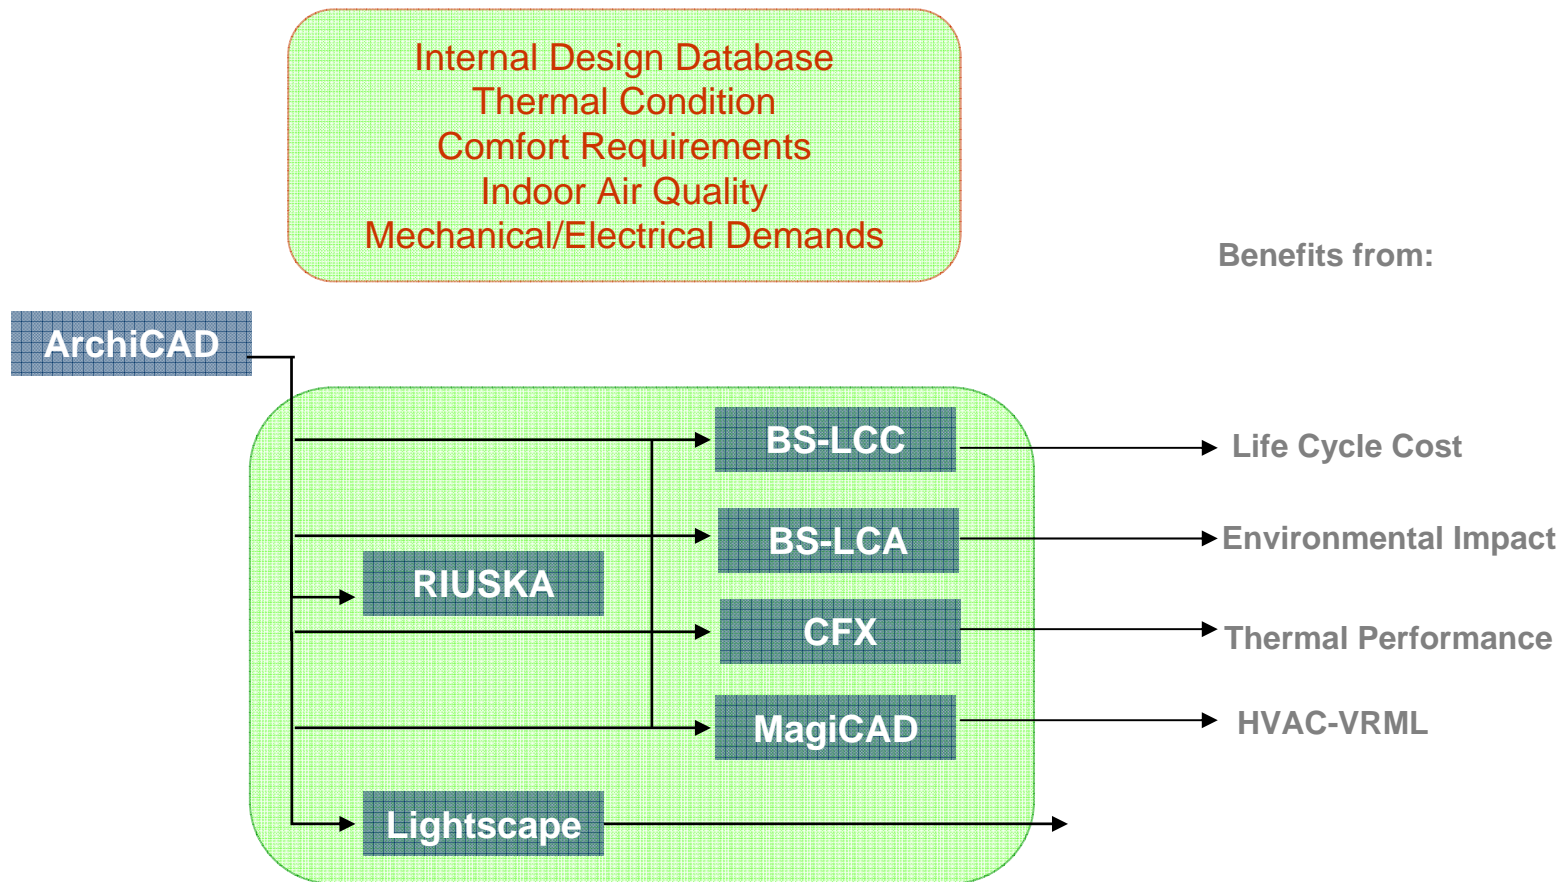 Internal Design Database
Thermal Condition
Comfort Requirements
Indoor Air Quality
Mechanical/Electrical Demands
Benefits from:
ArchiCAD
BS-LCC
Life Cycle Cost
BS-LCA
Environmental Impact
RIUSKA
CFX
Thermal Performance
MagiCAD
HVAC-VRML
Lightscape